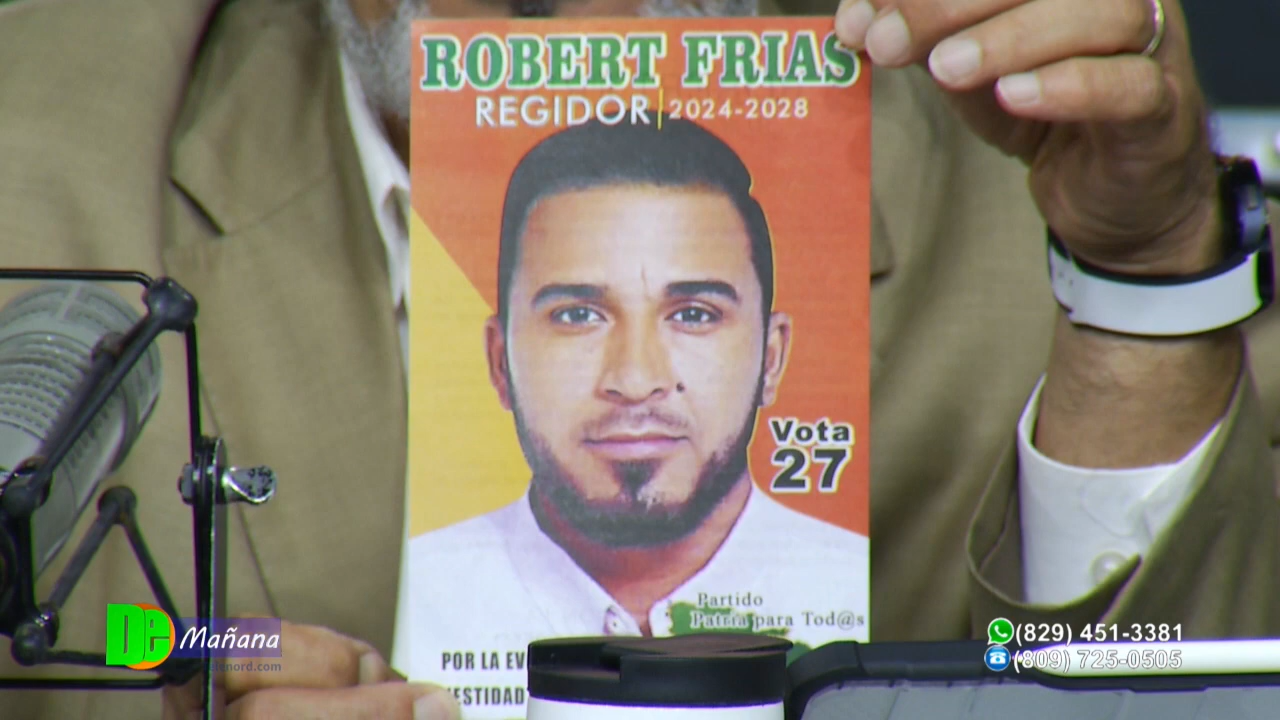 ROBERT FRIAS
REGIDOR | 2024-2028
Vota
27
Partido
Patria para Tod@s
POR LA
De Mañana
(829) 451-3381
(809) 725-0505